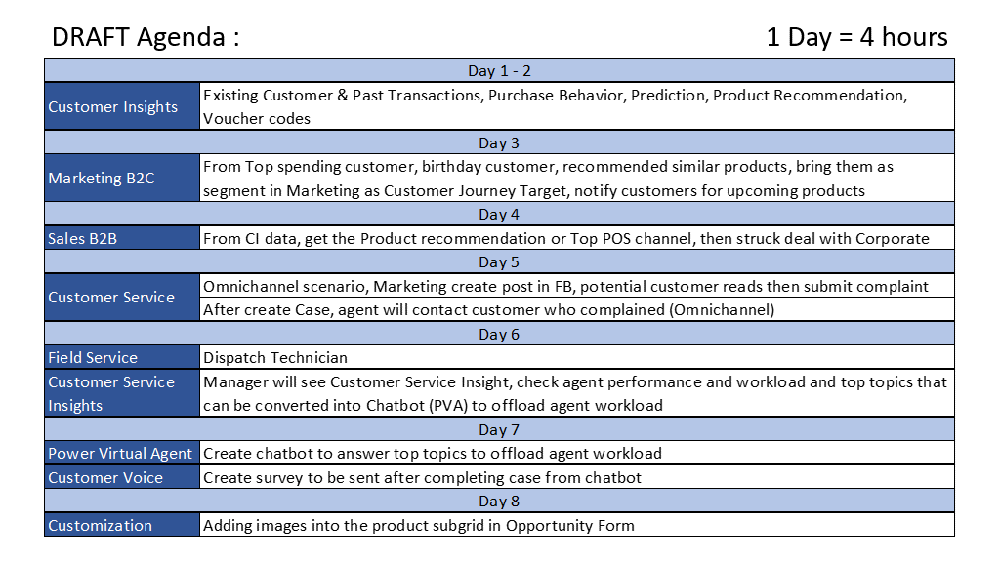 DRAFT Agenda :
1 Day = 4 hours
Day 1 - 2
Customer Insights
Existing Customer & Past Transactions, Purchase Behavior, Prediction, Product Recommendation,
Voucher codes
Day 3
Marketing B2C
From Top spending customer, birthday customer, recommended similar products, bring them as
segment in Marketing as Customer Journey Target, notify customers for upcoming products
Day 4
Sales B2B
From CI data, get the Product recommendation or Top POS channel, then struck deal with Corporate
Day 5
Customer Service
Omnichannel scenario, Marketing create post in FB, potential customer reads then submit complaint
After create Case, agent will contact customer who complained (Omnichannel)
Day 6
Field Service
Dispatch Technician
Customer Service
Insights
Manager will see Customer Service Insight, check agent performance and workload and top topics that
can be converted into Chatbot (PVA) to offload agent workload
Day 7
Power Virtual Agent
Create chatbot to answer top topics to offload agent workload
Customer Voice
Create survey to be sent after completing case from chatbot
Day 8
Customization
Adding images into the product subgrid in Opportunity Form